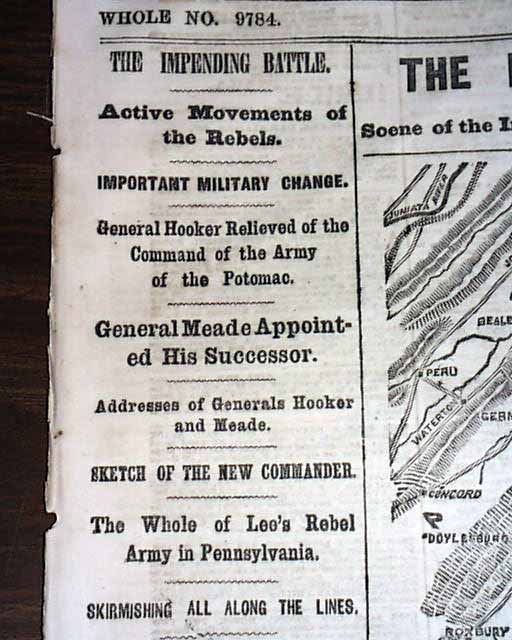 WHOLE NO. 9784.
THE IMPENDING BATTLE.
Active Movements of
the Rebels.
IMPORTANT MILITARY CHANGE.
General Hooker Relieved of the
Command of the Army
of the Potomac.
General Meade Appoint-
ed His Successor.
Addresses of Generals Hooker
and Meade.
SKETCH OF THE NEW COMMANDER.
The Whole of Lee's Rebel
Army in Pennsylvania.
SKIRMISHING ALL ALONG THE LINES.
THE
Scene of the
JUNIATA RIVER
PERU
WATERTO
GERM
CONCORD
DOYLESBURG
ROXBURY